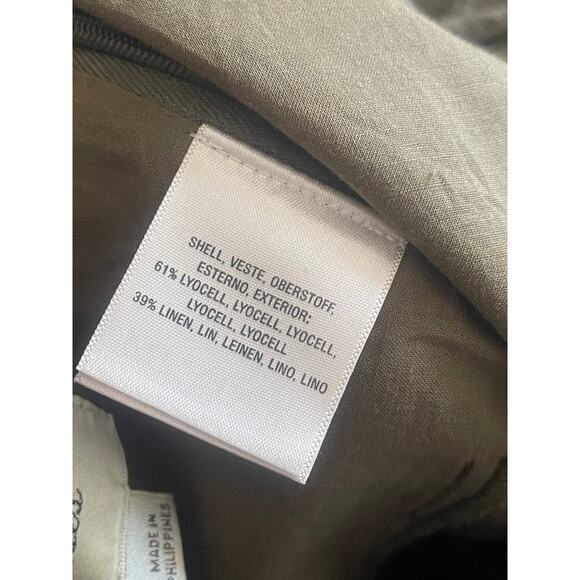 SHELL, VESTE, OBERSTOFF,
ESTERNO, EXTERIOR:
61% LYOCELL, LYOCELL, LYOCELL,
LYOCELL, LYOCELL
39% LINEN, LIN, LEINEN, LINO, LINO
MADE IN
PHILIPPINES